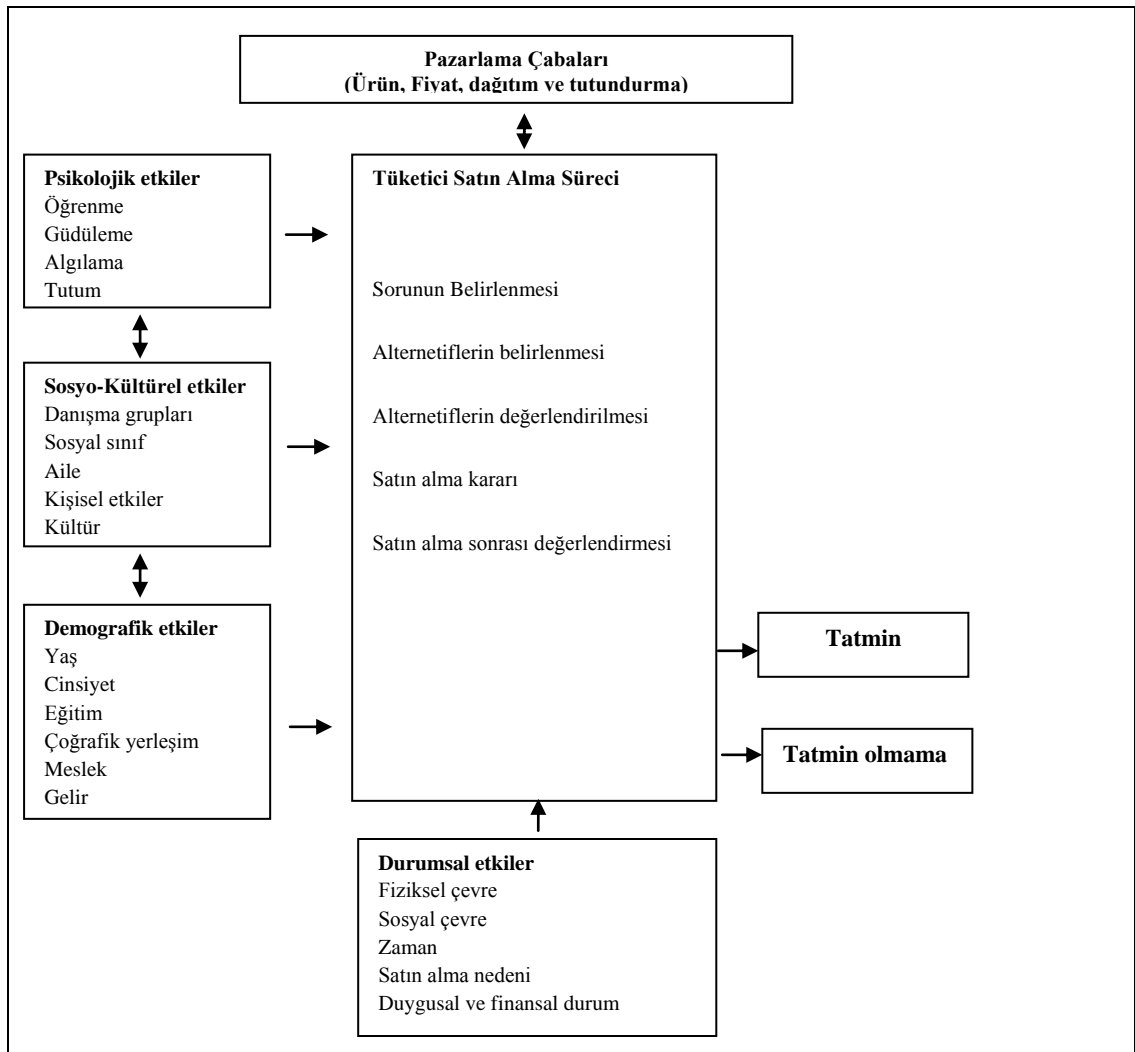 Pazarlama Çabaları
(Ürün, Fiyat, dağıtım ve tutundurma)
Psikolojik etkiler
Öğrenme
Güdüleme
Algılama
Tutum
Sosyo-Kültürel etkiler
Danışma grupları
Sosyal sınıf
Aile
Kişisel etkiler
Kültür
Demografik etkiler
Yaş
Cinsiyet
Eğitim
Çoğrafik yerleşim
Meslek
Gelir
Tüketici Satın Alma Süreci
Sorunun Belirlenmesi
Alternetiflerin belirlenmesi
Alternetiflerin değerlendirilmesi
Satın alma kararı
Satın alma sonrası değerlendirmesi
Tatmin
Tatmin olmama
Durumsal etkiler
Fiziksel çevre
Sosyal çevre
Zaman
Satın alma nedeni
Duygusal ve finansal durum